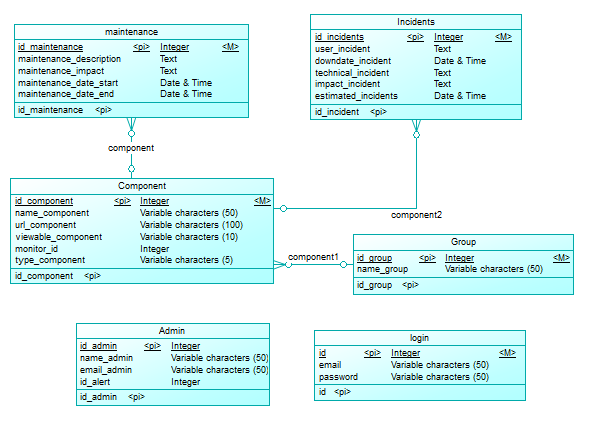 maintenance
id_maintenance <pi> Integer <M>
maintenance_description Text
maintenance_impact Text
maintenance_date_start Date & Time
maintenance_date_end Date & Time
id_maintenance <pi>
Incidents
id_incidents <pi> Integer <M>
user_incident Text
downdate_incident Date & Time
technical_incident Text
impact_incident Text
estimated_incidents Date & Time
id_incident <pi>
component
Component
id_component <pi> Integer <M>
name_component Variable characters (50)
url_component Variable characters (100)
viewable_component Variable characters (10)
monitor_id Integer
type_component Variable characters (5)
id_component <pi>
component2
component1
Group
id_group <pi> Integer <M>
name_group Variable characters (50)
id_group <pi>
Admin
id_admin <pi> Integer
name_admin Variable characters (50)
email_admin Variable characters (50)
id_alert Integer
id_admin <pi>
login
id <pi> Integer <M>
email Variable characters (50)
password Variable characters (50)
id <pi>